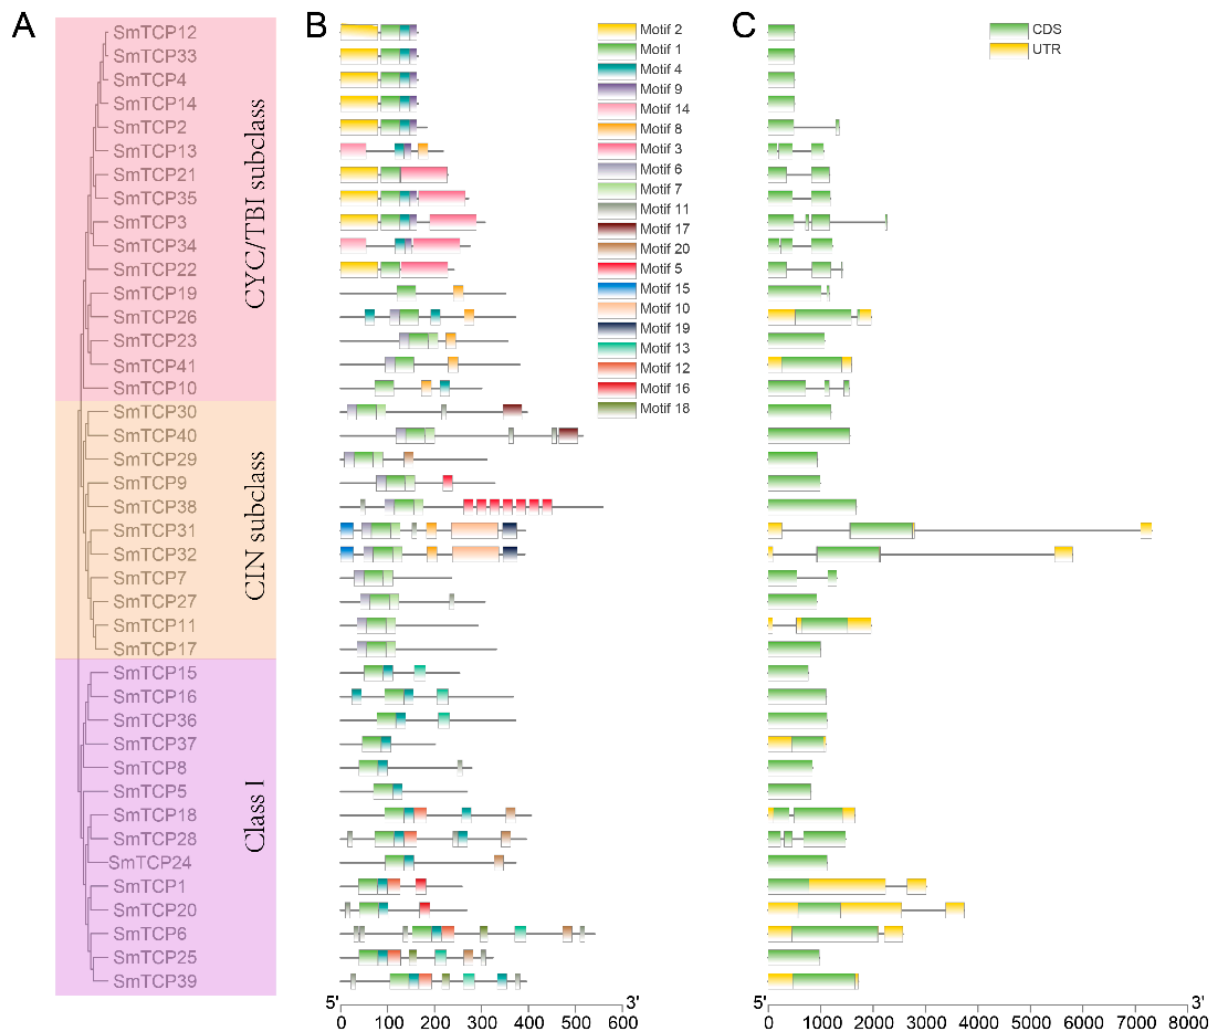 A
B
C
SmTCP12
SmTCP33
SmTCP4
SmTCP14
SmTCP2
SmTCP13
SmTCP21
SmTCP35
SmTCP3
SmTCP34
SmTCP22
SmTCP19
SmTCP26
SmTCP23
SmTCP41
SmTCP10
SmTCP30
SmTCP40
SmTCP29
SmTCP9
SmTCP38
SmTCP31
SmTCP32
SmTCP7
SmTCP27
SmTCP11
SmTCP17
SmTCP15
SmTCP16
SmTCP36
SmTCP37
SmTCP8
SmTCP5
SmTCP18
SmTCP28
SmTCP24
SmTCP1
SmTCP20
SmTCP6
SmTCP25
SmTCP39
CYC/TBI subclass
CIN subclass
Class I
Motif 2
Motif 1
Motif 4
Motif 9
Motif 14
Motif 8
Motif 3
Motif 6
Motif 7
Motif 11
Motif 17
Motif 20
Motif 5
Motif 15
Motif 10
Motif 19
Motif 13
Motif 12
Motif 16
Motif 18
5' 3'
0 100 200 300 400 500 600
CDS
UTR
5' 3'
0 1000 2000 3000 4000 5000 6000 7000 8000